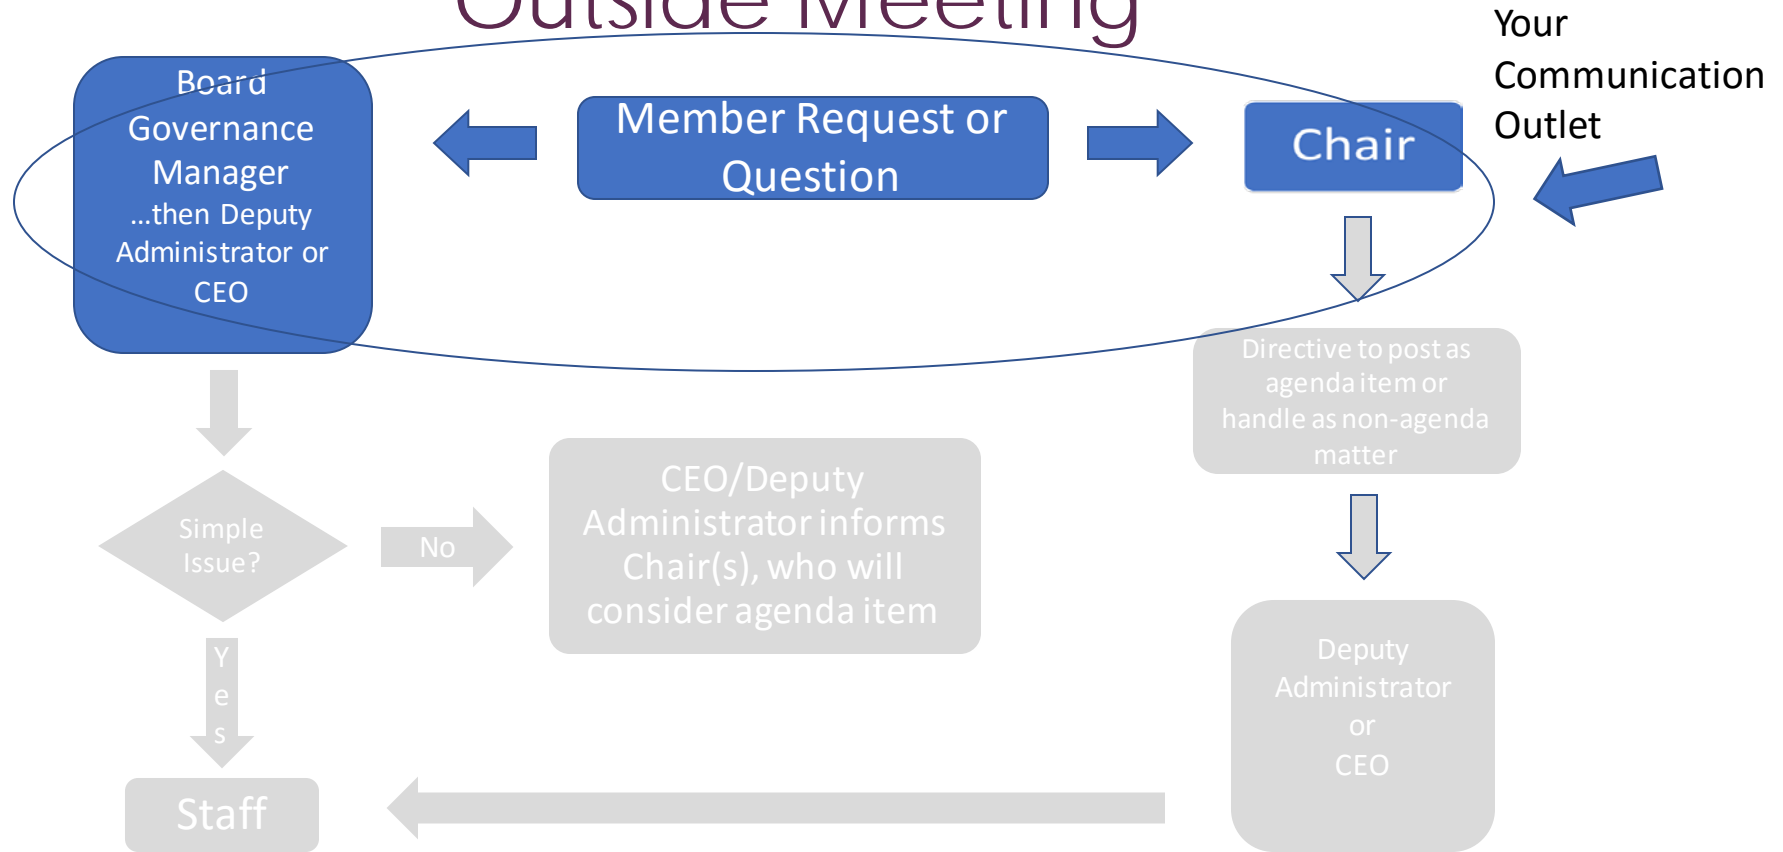 Outside Meeting
Your
Communication
Outlet
Board
Governance
Manager
...then Deputy
Administrator or
CEO
Member Request or
Question
Chair
Directive to post as
agenda item or
handle as non-agenda
matter
Simple
Issue?
No
CEO/Deputy
Administrator informs
Chair(s), who will
consider agenda item
Yes
Deputy
Administrator
or
CEO
Staff